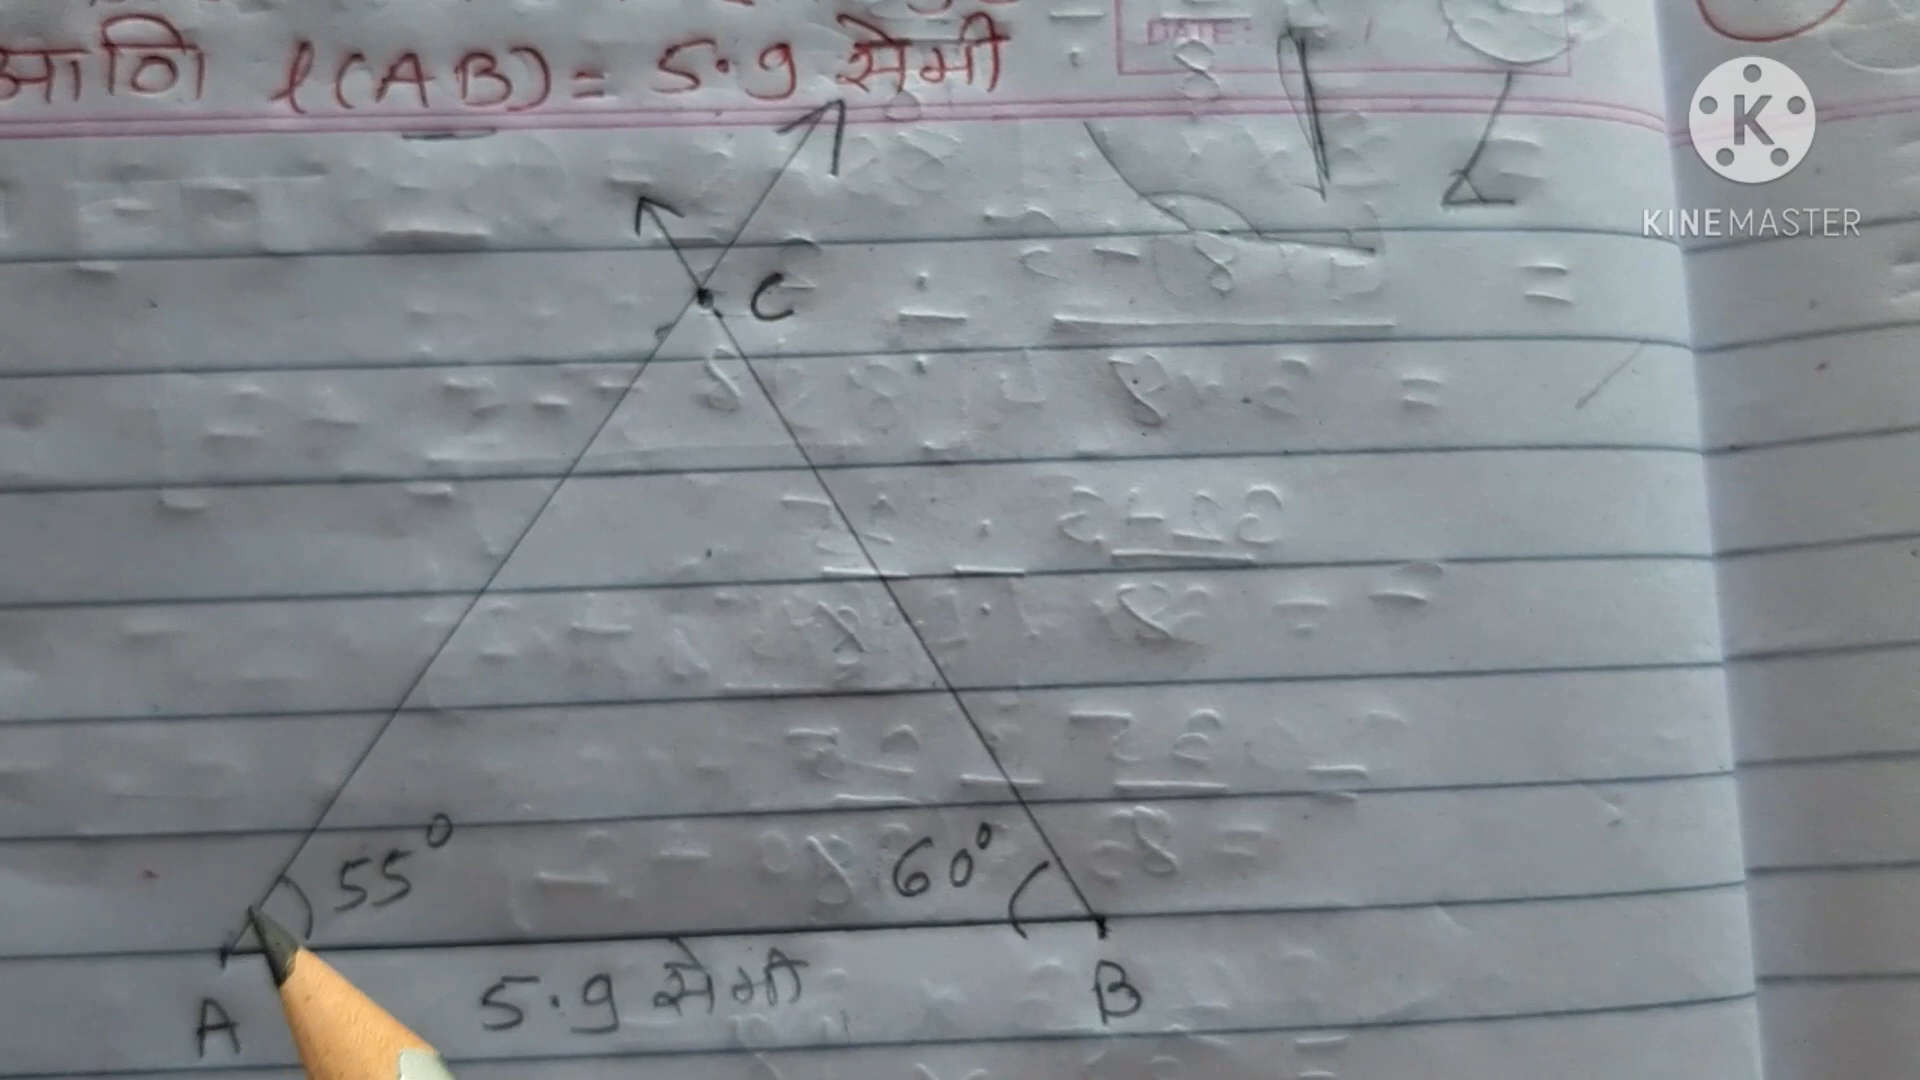 आणि l(AB) = 5.9 सेमी
DATE:
K
KINEMASTER
C
55°
60°
A
5.9 सेमी
B